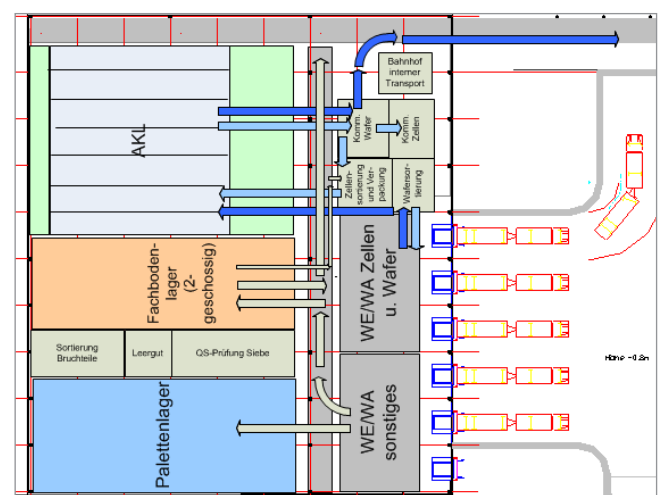 Bahnhof
interner
Transport
AKL
Komm.
Wafer
Komm.
Zellen
Zellen-
sortierung
und Ver-
packung
Wafersor-
tierung
Fachboden-
lager
(2-
geschossig)
WE/WA Zellen
u. Wafer
Sortierung
Bruchteile
Leergut
QS-Prüfung Siebe
Palettenlager
WE/WA
sonstiges